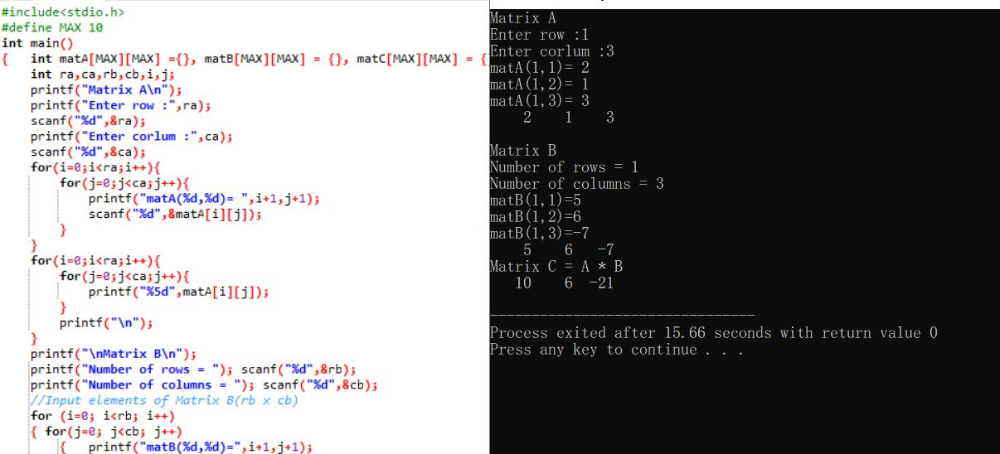 #include<stdio.h>
#define MAX 10
int main()
{   int matA[MAX][MAX] ={}, matB[MAX][MAX] = {}, matC[MAX][MAX] = {
    int ra,ca,rb,cb,i,j;
    printf("Matrix A\n");
    printf("Enter row :",ra);
    scanf("%d",&ra);
    printf("Enter corlum :",ca);
    scanf("%d",&ca);
    for(i=0;i<ra;i++){
        for(j=0;j<ca;j++){
            printf("matA(%d,%d)= ",i+1,j+1);
            scanf("%d",&matA[i][j]);
        }
    }
    for(i=0;i<ra;i++){
        for(j=0;j<ca;j++){
            printf("%5d",matA[i][j]);
        }
        printf("\n");
    }
    printf("\nMatrix B\n");
    printf("Number of rows = "); scanf("%d",&rb);
    printf("Number of columns = "); scanf("%d",&cb);
    //Input elements of Matrix B(rb x cb)
    for (i=0; i<rb; i++)
    { for(j=0; j<cb; j++)
        {   printf("matB(%d,%d)=",i+1,j+1);
Matrix A
Enter row :1
Enter corlum :3
matA(1,1)= 2
matA(1,2)= 1
matA(1,3)= 3
    2    1    3
Matrix B
Number of rows = 1
Number of columns = 3
matB(1,1)=5
matB(1,2)=6
matB(1,3)=-7
    5    6   -7
Matrix C = A * B
   10    6  -21
--------------------------------
Process exited after 15.66 seconds with return value 0
Press any key to continue . . .